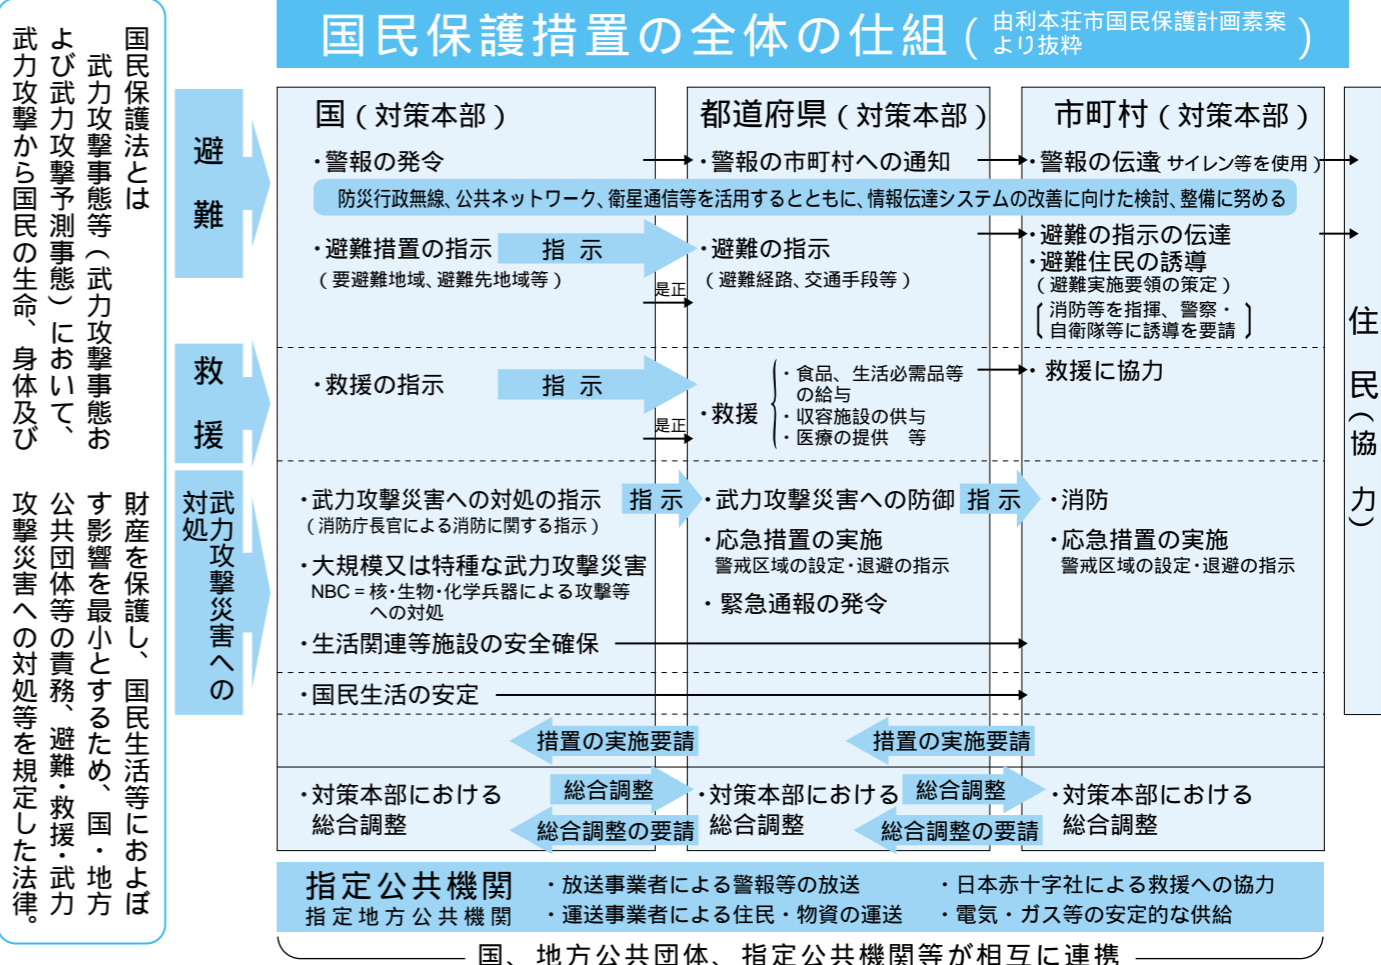 国民保護措置の全体の仕組(由利本荘市国民保護計画素案
より抜粋)
国民保護法とは
武力攻撃事態等(武力攻撃事態お
よび武力攻撃予測事態)において、
武力攻撃から国民の生命、身体及び
財産を保護し、国民生活等におよぼ
す影響を最小とするため、国・地方
公共団体等の責務、避難・救援・武力
攻撃災害への対処等を規定した法律。
避難
国(対策本部)
都道府県(対策本部)
市町村(対策本部)
・警報の発令
・警報の市町村への通知
・警報の伝達(サイレン等を使用)
防災行政無線、公共ネットワーク、衛星通信等を活用するとともに、情報伝達システムの改善に向けた検討、整備に努める
・避難措置の指示
(要避難地域、避難先地域等)
指示
是正
・避難の指示
(避難経路、交通手段等)
・避難の指示の伝達
・避難住民の誘導
(避難実施要領の策定)
消防等を指揮、警察・
自衛隊等に誘導を要請
救援
・救援の指示
指示
是正
・救援
・食品、生活必需品等
の給与
・収容施設の供与
・医療の提供 等
・救援に協力
武力攻撃災害への
対処
・武力攻撃災害への対処の指示
(消防庁長官による消防に関する指示)
指示
・武力攻撃災害への防御
指示
・消防
・大規模又は特種な武力攻撃災害
NBC=核・生物・化学兵器による攻撃等
への対処
・応急措置の実施
警戒区域の設定・退避の指示
・緊急通報の発令
・応急措置の実施
警戒区域の設定・退避の指示
・生活関連等施設の安全確保
・国民生活の安定
措置の実施要請
措置の実施要請
・対策本部における
総合調整
総合調整
総合調整の要請
・対策本部における
総合調整
総合調整
総合調整の要請
・対策本部における
総合調整
住民(協力)
指定公共機関
指定地方公共機関
・放送事業者による警報等の放送
・日本赤十字社による救援への協力
・運送事業者による住民・物資の運送
・電気・ガス等の安定的な供給
国、地方公共団体、指定公共機関等が相互に連携